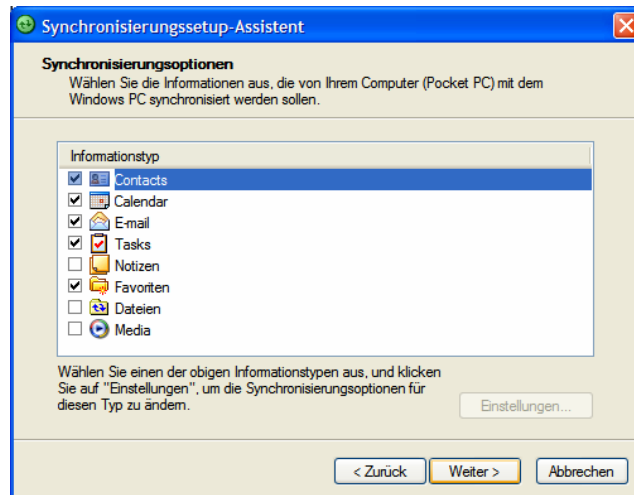 Synchronisierungssetup-Assistent
Synchronisierungsoptionen
Wählen Sie die Informationen aus, die von Ihrem Computer (Pocket PC) mit dem
Windows PC synchronisiert werden sollen.
Informationstyp
Contacts
Calendar
E-mail
Tasks
Notizen
Favoriten
Dateien
Media
Wählen Sie einen der obigen Informationstypen aus, und klicken
Sie auf "Einstellungen", um die Synchronisierungsoptionen für
diesen Typ zu ändern.
Einstellungen...
< Zurück
Weiter >
Abbrechen